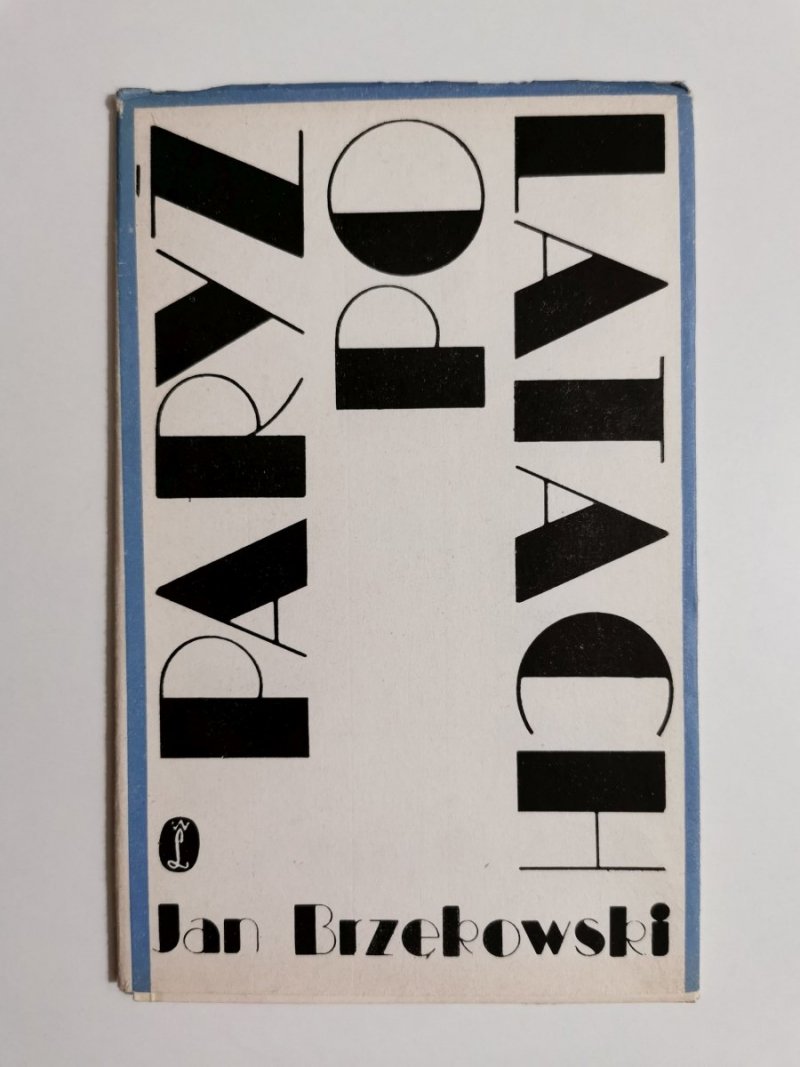 PARYŻ
PO
LATACH
Jan Brzękowski